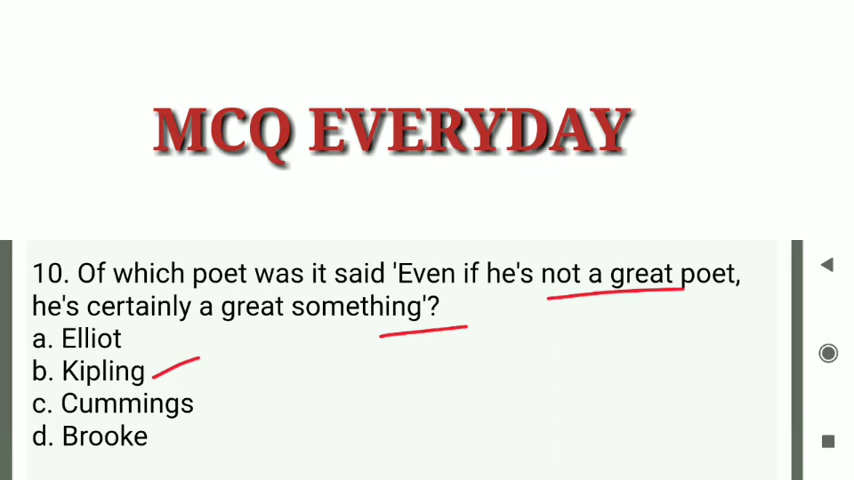 MCQ EVERYDAY
10. Of which poet was it said 'Even if he's not a great poet,
he's certainly a great something'?
a. Elliot
b. Kipling
c. Cummings
d. Brooke